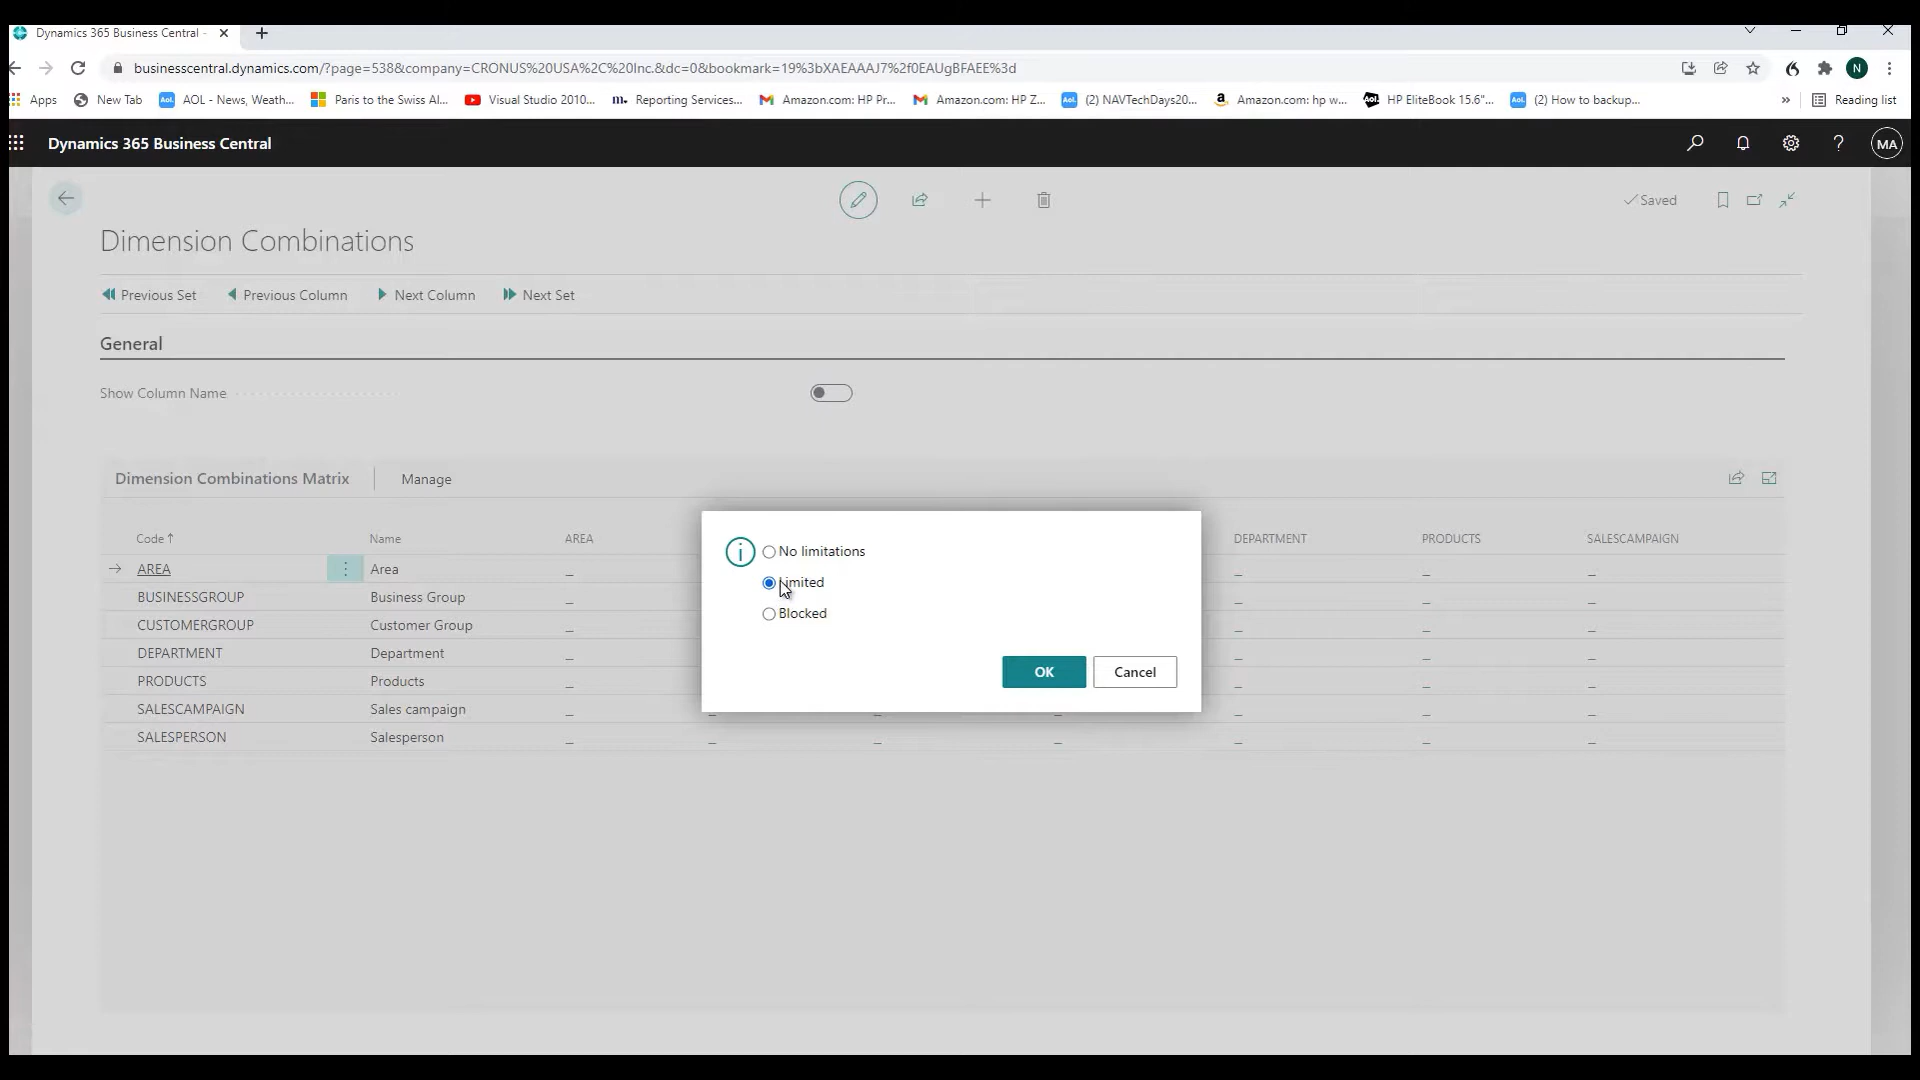 Dynamics 365 Business Central -
businesscentral.dynamics.com/?page=538&company=CRONUS%20USA%2C%20Inc.&dc=0&bookmark=19%3bXAEAAAJ7%2f0EAUgBFAEE%3d
N
Apps New Tab Aol. AOL - News, Weath... Paris to the Swiss Al... Visual Studio 2010... m. Reporting Services... Amazon.com: HP Pr... Amazon.com: HP Z... Aol. (2) NAVTechDays20... Amazon.com: hp w... HP EliteBook 15.6"... Aol. (2) How to backup... » Reading list
Dynamics 365 Business Central
? MA
Saved
Dimension Combinations
Previous Set Previous Column Next Column Next Set
General
Show Column Name
Dimension Combinations Matrix Manage
Code ↑ Name AREA DEPARTMENT PRODUCTS SALESCAMPAIGN
AREA Area _ _ _ _
BUSINESSGROUP Business Group _ _ _ _
CUSTOMERGROUP Customer Group _ _ _ _
DEPARTMENT Department _ _ _ _
PRODUCTS Products _ _ _ _
SALESCAMPAIGN Sales campaign _ _ _ _ _ _ _
SALESPERSON Salesperson _ _ _ _ _ _ _
i No limitations
Limited
Blocked
OK Cancel